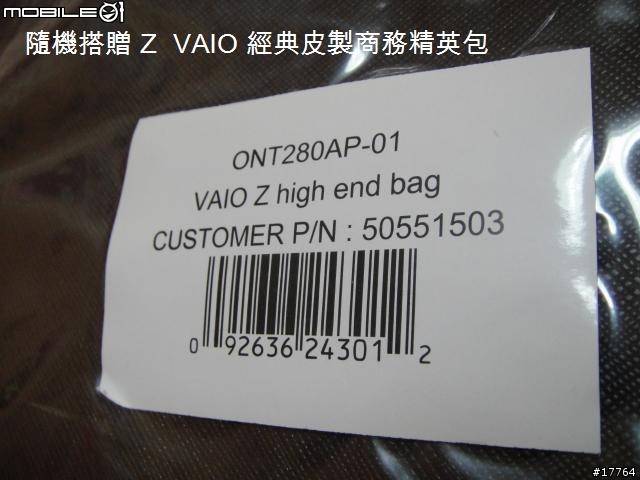 MOBILE01
隨機搭贈 Z VAIO 經典皮製商務精英包
ONT280AP-01
VAIO Z high end bag
CUSTOMER P/N : 50551503
0 92636 24301 2
#17764